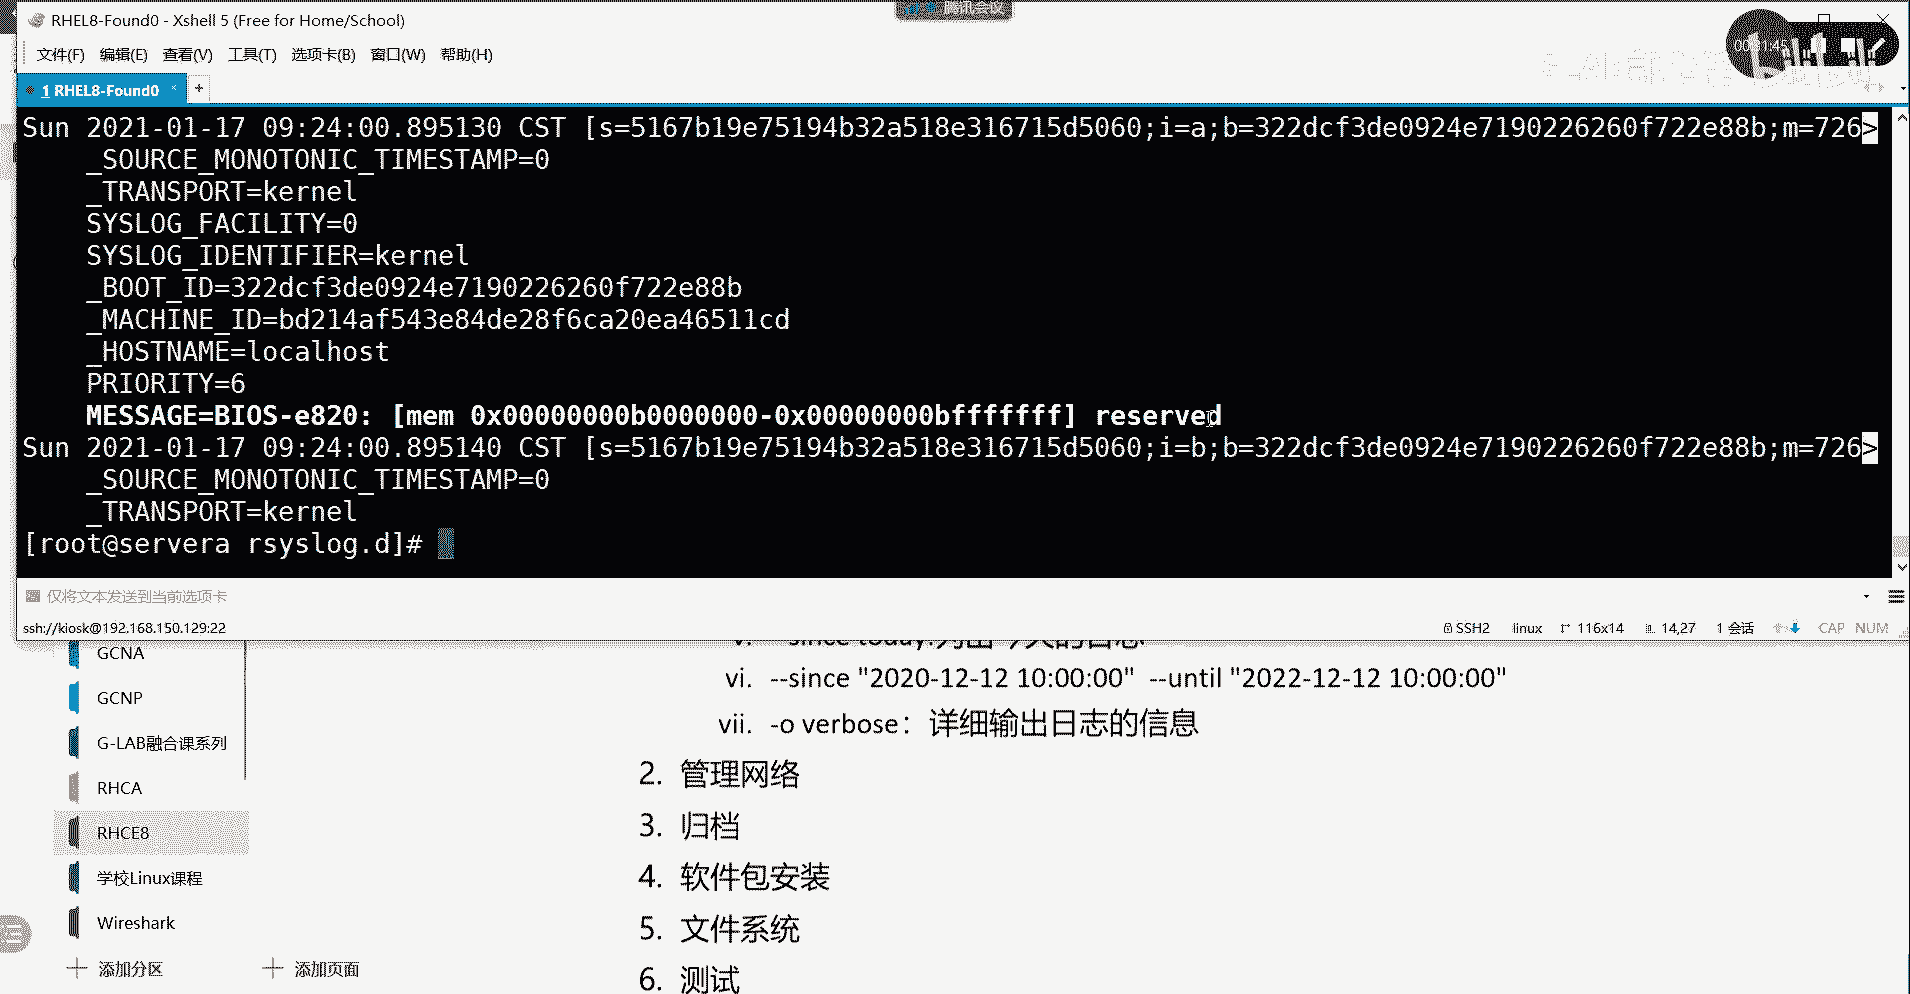 RHEL8-Found0 - Xshell 5 (Free for Home/School)
腾讯会议
文件(F) 编辑(E) 查看(V) 工具(T) 选项卡(B) 窗口(W) 帮助(H)
1 RHEL8-Found0 × +
Sun 2021-01-17 09:24:00.895130 CST [s=5167b19e75194b32a518e316715d5060;i=a;b=322dcf3de0924e7190226260f722e88b;m=726>
_SOURCE_MONOTONIC_TIMESTAMP=0
_TRANSPORT=kernel
SYSLOG_FACILITY=0
SYSLOG_IDENTIFIER=kernel
_BOOT_ID=322dcf3de0924e7190226260f722e88b
_MACHINE_ID=bd214af543e84de28f6ca20ea46511cd
_HOSTNAME=localhost
PRIORITY=6
MESSAGE=BIOS-e820: [mem 0x00000000b0000000-0x00000000bfffffff] reserved
Sun 2021-01-17 09:24:00.895140 CST [s=5167b19e75194b32a518e316715d5060;i=b;b=322dcf3de0924e7190226260f722e88b;m=726>
_SOURCE_MONOTONIC_TIMESTAMP=0
_TRANSPORT=kernel
[root@servera rsyslog.d]#
仅将文本发送到当前选项卡
ssh://kiosk@192.168.150.129:22 SSH2 linux 116x14 14,27 1 会话 CAP NUM
GCNA
GCNP
G-LAB融合课系列
RHCA
RHCE8
学校Linux课程
Wireshark
添加分区 添加页面
v. --since today:列出今天的日志
vi. --since "2020-12-12 10:00:00" --until "2022-12-12 10:00:00"
vii. -o verbose：详细输出日志的信息
2. 管理网络
3. 归档
4. 软件包安装
5. 文件系统
6. 测试